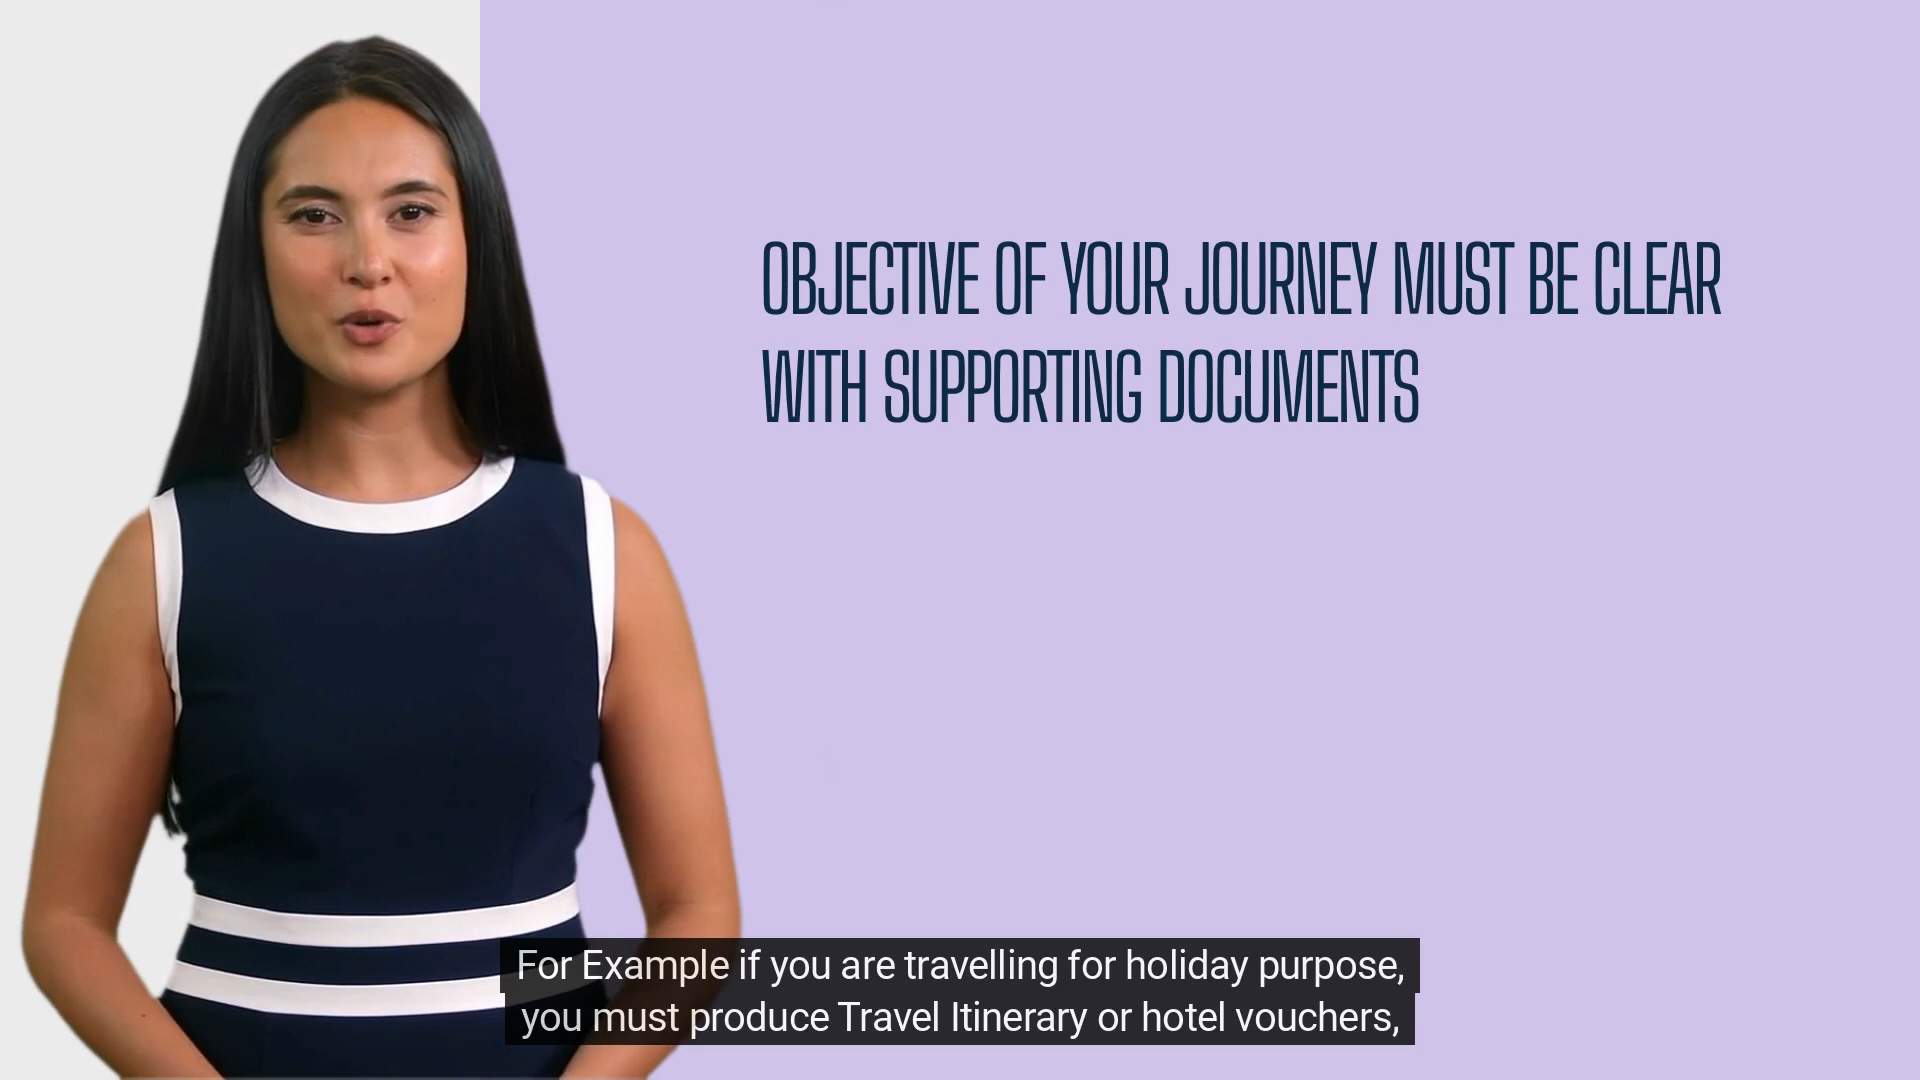 OBJECTIVE OF YOUR JOURNEY MUST BE CLEAR
WITH SUPPORTING DOCUMENTS
For Example if you are travelling for holiday purpose,
you must produce Travel Itinerary or hotel vouchers,